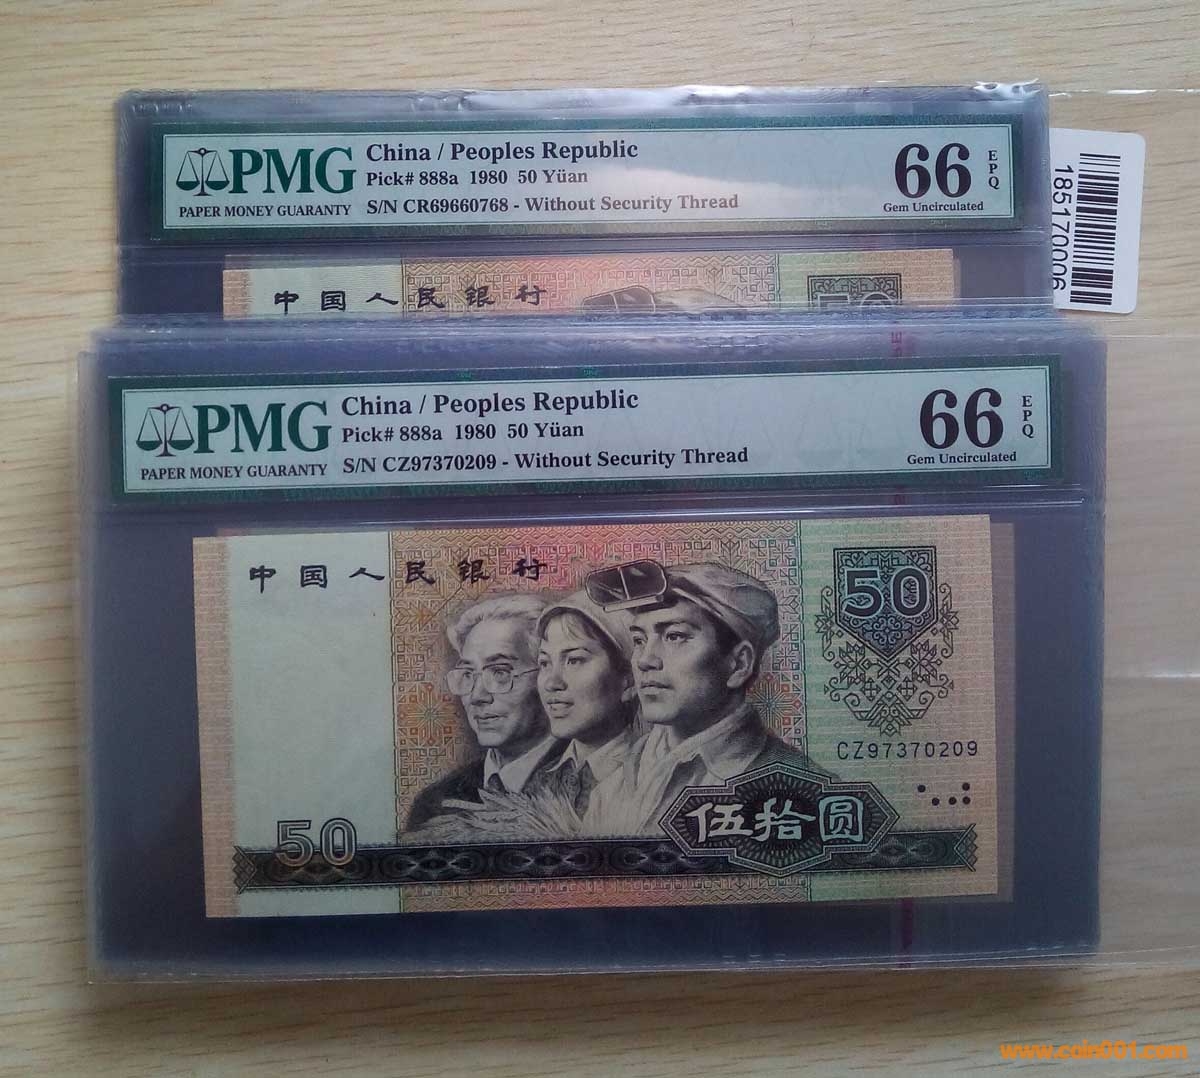 PMG
PAPER MONEY GUARANTY
China / Peoples Republic
Pick# 888a 1980 50 Yüan
S/N CR69660768 - Without Security Thread
66
EPQ
Gem Uncirculated
185170006
中国人民银行
50
PMG
PAPER MONEY GUARANTY
China / Peoples Republic
Pick# 888a 1980 50 Yüan
S/N CZ97370209 - Without Security Thread
66
EPQ
Gem Uncirculated
中国人民银行
50
CZ97370209
伍拾圆
50
www.coin001.com